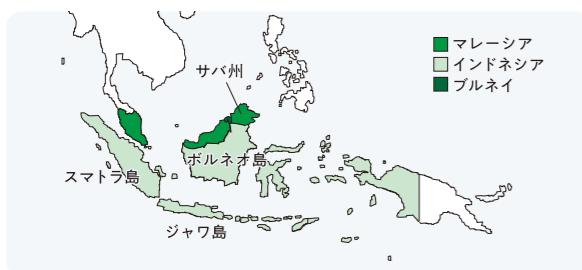 マレーシア
インドネシア
ブルネイ
サバ州
ボルネオ島
スマトラ島
ジャワ島